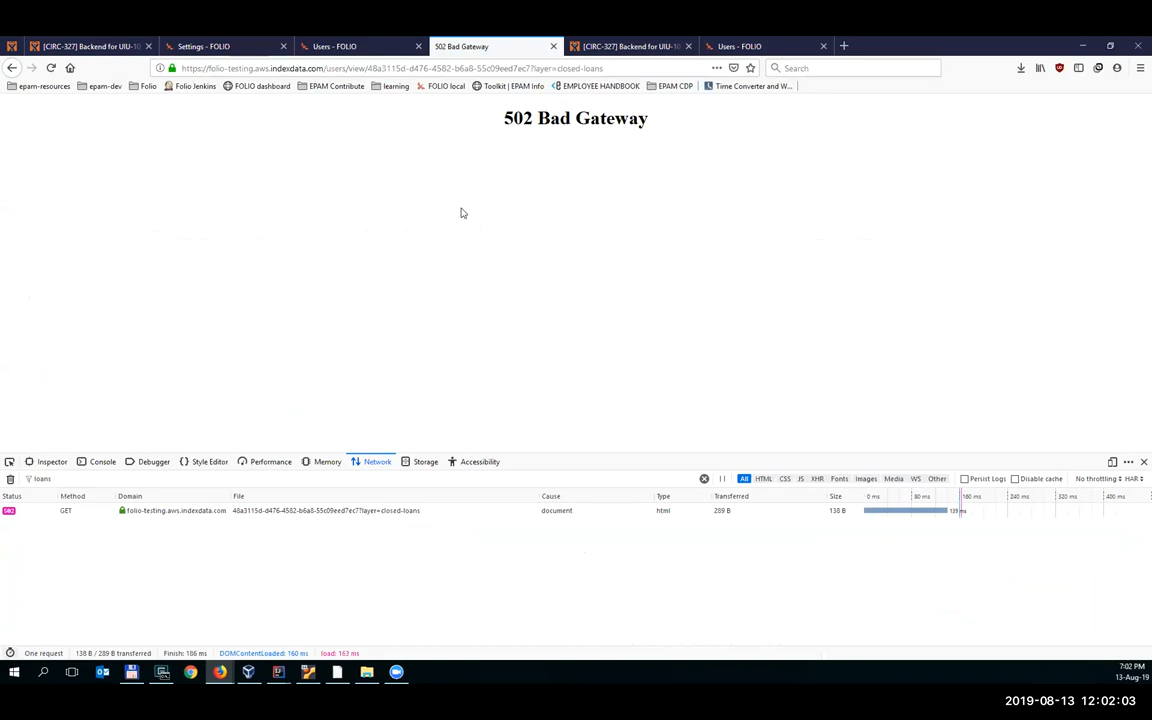 [CIRC-327] Backend for UIU-10 Settings - FOLIO Users - FOLIO 502 Bad Gateway [CIRC-327] Backend for UIU-10 Users - FOLIO
https://folio-testing.aws.indexdata.com/users/view/48a3115d-d476-4582-b6a8-55c09eed7ec7?layer=closed-loans Search
epam-resources epam-dev Folio Folio Jenkins FOLIO dashboard EPAM Contribute learning FOLIO local Toolkit | EPAM Info EMPLOYEE HANDBOOK EPAM CDP Time Converter and W...
502 Bad Gateway
Inspector Console Debugger Style Editor Performance Memory Network Storage Accessibility
loans All HTML CSS JS XHR Fonts Images Media WS Other Persist Logs Disable cache No throttling HAR
Status Method Domain File Cause Type Transferred Size 0 ms 80 ms 160 ms 240 ms 320 ms 400 ms
502 GET folio-testing.aws.indexdata.com 48a3115d-d476-4582-b6a8-55c09eed7ec7?layer=closed-loans document html 289 B 138 B 139 ms
One request 138 B / 289 B transferred Finish: 186 ms DOMContentLoaded: 160 ms load: 163 ms
7:02 PM
13-Aug-19
2019-08-13 12:02:03